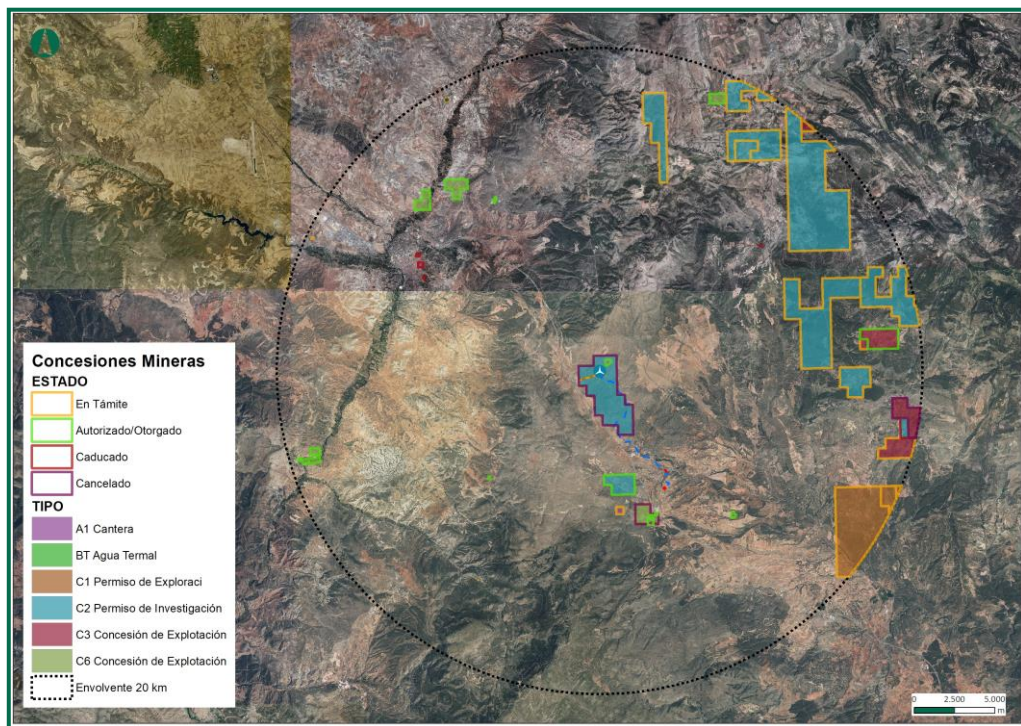 Concesiones Mineras
ESTADO
En Támite
Autorizado/Otorgado
Caducado
Cancelado
TIPO
A1 Cantera
BT Agua Termal
C1 Permiso de Exploraci
C2 Permiso de Investigación
C3 Concesión de Explotación
C6 Concesión de Explotación
Envolvente 20 km
0 2.500 5.000
m